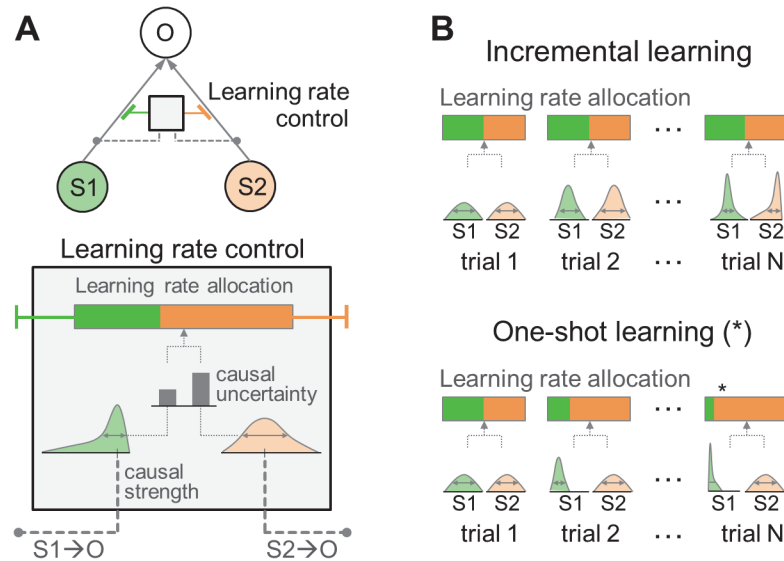 A
O
Learning rate
control
S1
S2
Learning rate control
Learning rate allocation
causal
uncertainty
causal
strength
S1→O
S2→O
B
Incremental learning
Learning rate allocation
...
S1 S2 S1 S2 S1 S2
trial 1 trial 2 ... trial N
One-shot learning (*)
Learning rate allocation
*
...
S1 S2 S1 S2 S1 S2
trial 1 trial 2 ... trial N